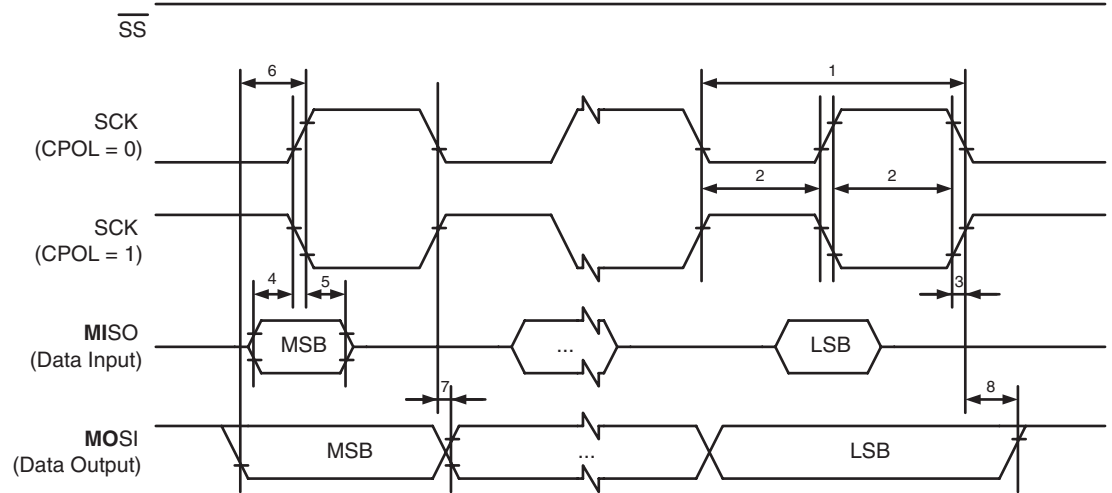 SS
6
1
SCK
(CPOL = 0)
2
2
SCK
(CPOL = 1)
4
5
3
MISO
(Data Input)
MSB
...
LSB
7
8
MOSI
(Data Output)
MSB
...
LSB